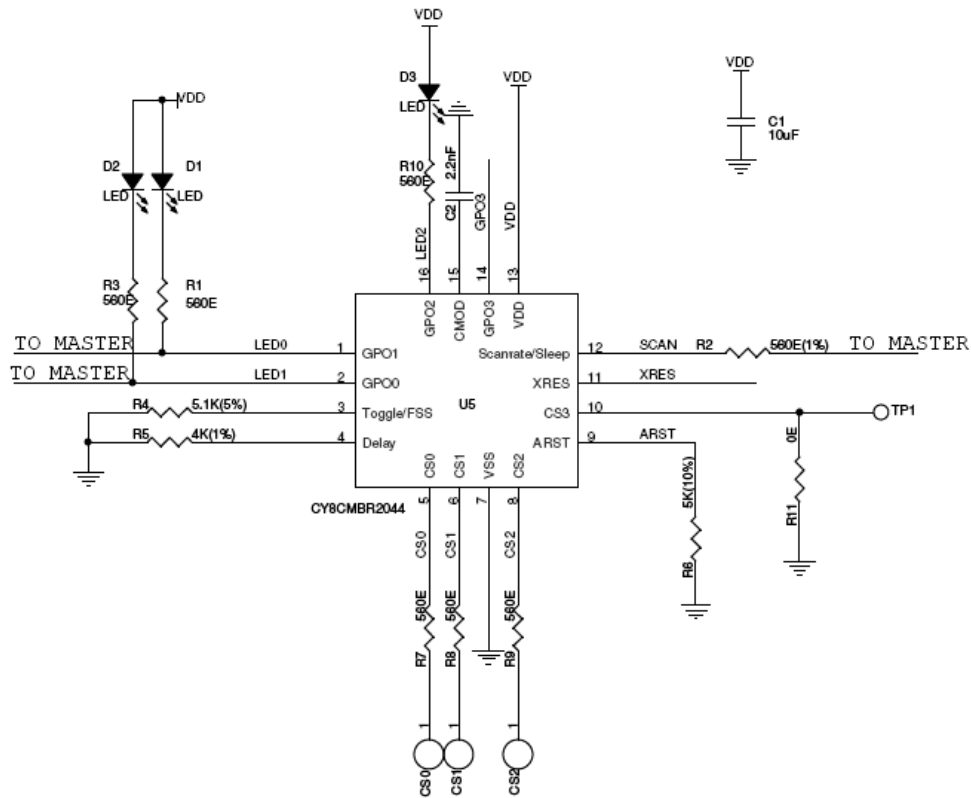 VDD
D3
LED
VDD
VDD
C1
10uF
VDD
D2
D1
LED
LED
R10
560E
2.2nF
C2
GPO3
VDD
LED2
16
15
14
13
R3
560E
R1
560E
GPO2
CMOD
GPO3
VDD
TO MASTER
LED0
1
GPO1
Scanrate/Sleep
12
SCAN
R2
560E(1%)
TO MASTER
TO MASTER
LED1
2
GPO0
XRES
11
XRES
R4
5.1K(5%)
3
Toggle/FSS
U5
CS3
10
TP1
R5
4K(1%)
4
Delay
ARST
9
ARST
0E
R11
5K(10%)
R6
CS0
CS1
VSS
CS2
5
6
7
8
CY8CMBR2044
CS0
CS1
CS2
560E
560E
560E
R7
R8
R9
1
1
1
CS0
CS1
CS2